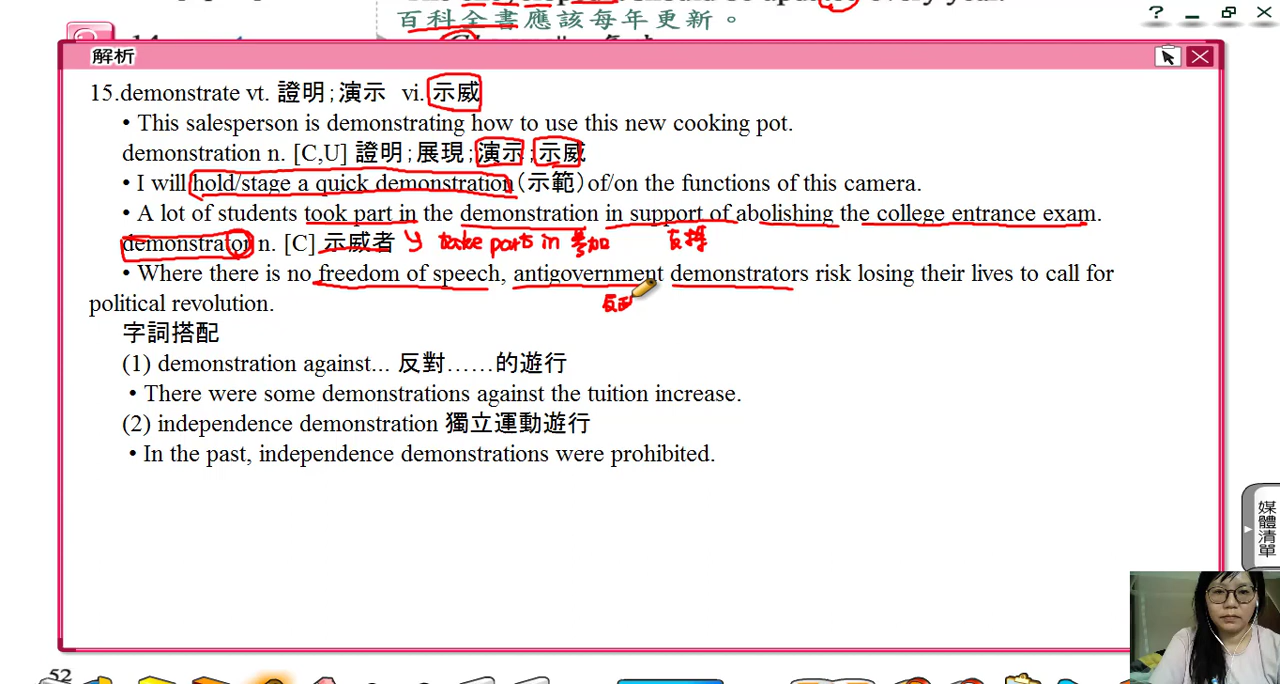 百科全書應該每年更新。
解析
15.demonstrate vt. 證明；演示 vi. 示威
• This salesperson is demonstrating how to use this new cooking pot.
demonstration n. [C,U] 證明；展現；演示；示威
• I will hold/stage a quick demonstration（示範）of/on the functions of this camera.
• A lot of students took part in the demonstration in support of abolishing the college entrance exam.
demonstrator n. [C] 示威者 take parts in 參加 支持
• Where there is no freedom of speech, antigovernment demonstrators risk losing their lives to call for
political revolution.
字詞搭配
(1) demonstration against... 反對……的遊行
• There were some demonstrations against the tuition increase.
(2) independence demonstration 獨立運動遊行
• In the past, independence demonstrations were prohibited.
媒體清單
52